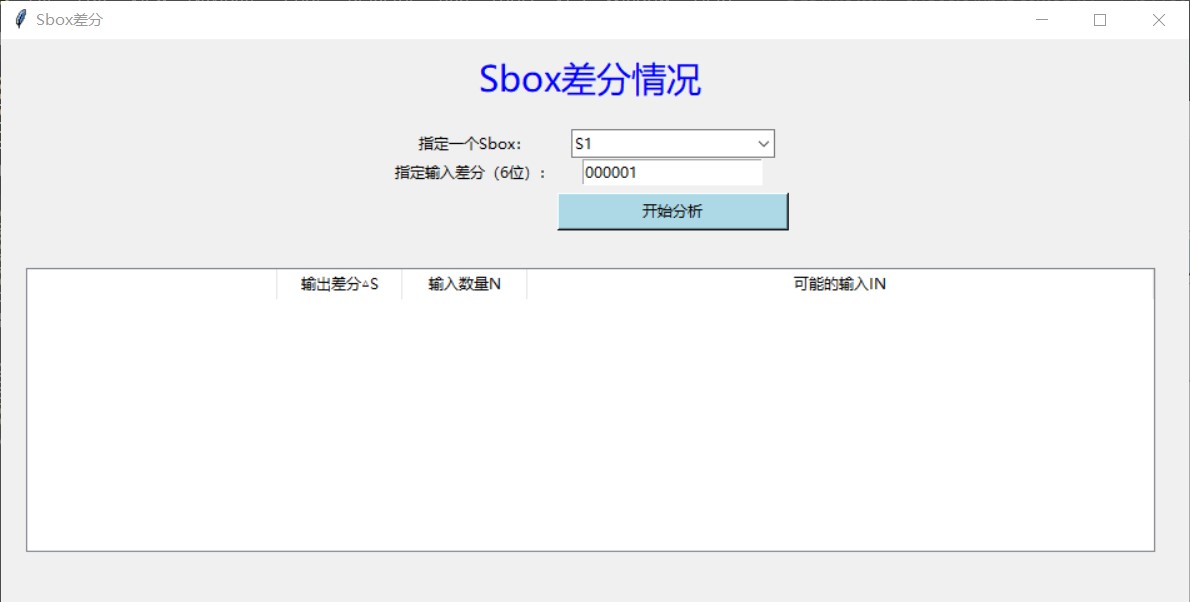 Sbox差分
Sbox差分情况
指定一个Sbox: S1
指定输入差分（6位）: 000001
开始分析
输出差分△S 输入数量N 可能的输入IN